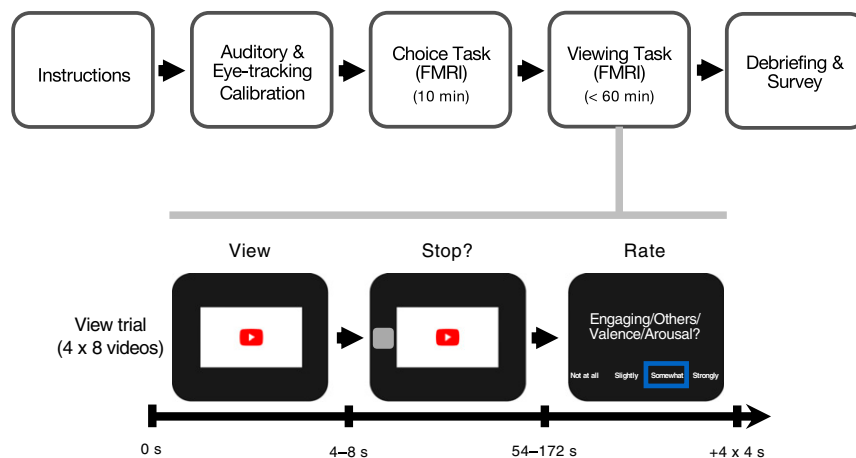 Instructions
Auditory &
Eye-tracking
Calibration
Choice Task
(FMRI)
(10 min)
Viewing Task
(FMRI)
(< 60 min)
Debriefing &
Survey
View
Stop?
Rate
View trial
(4 x 8 videos)
Engaging/Others/
Valence/Arousal?
Not at all Slightly Somewhat Strongly
0 s 4–8 s 54–172 s +4 x 4 s